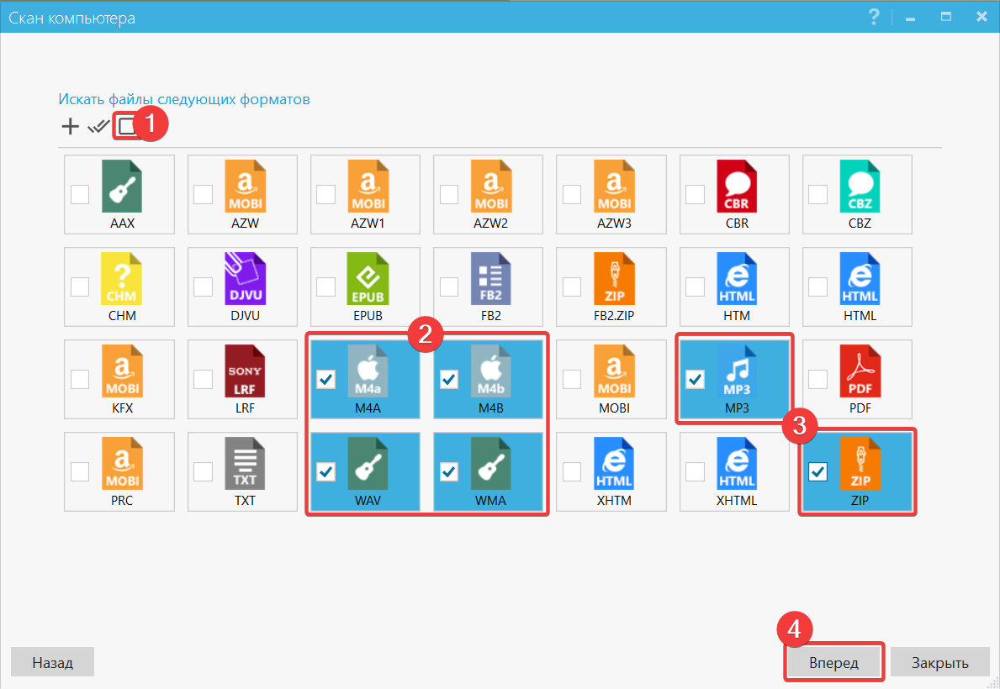 Скан компьютера
?
Искать файлы следующих форматов
1
a MOBI a MOBI a MOBI a MOBI CBR CBZ
AAX AZW AZW1 AZW2 AZW3 CBR CBZ
? CHM DJVU EPUB FB2 ZIP HTML HTML
CHM DJVU EPUB FB2 FB2.ZIP HTM HTML
2
a MOBI SONY LRF M4a M4b a MOBI MP3 PDF
KFX LRF M4A M4B MOBI MP3 PDF
3
a MOBI TXT HTML HTML ZIP
PRC TXT WAV WMA XHTM XHTML ZIP
4
Назад Вперед Закрыть